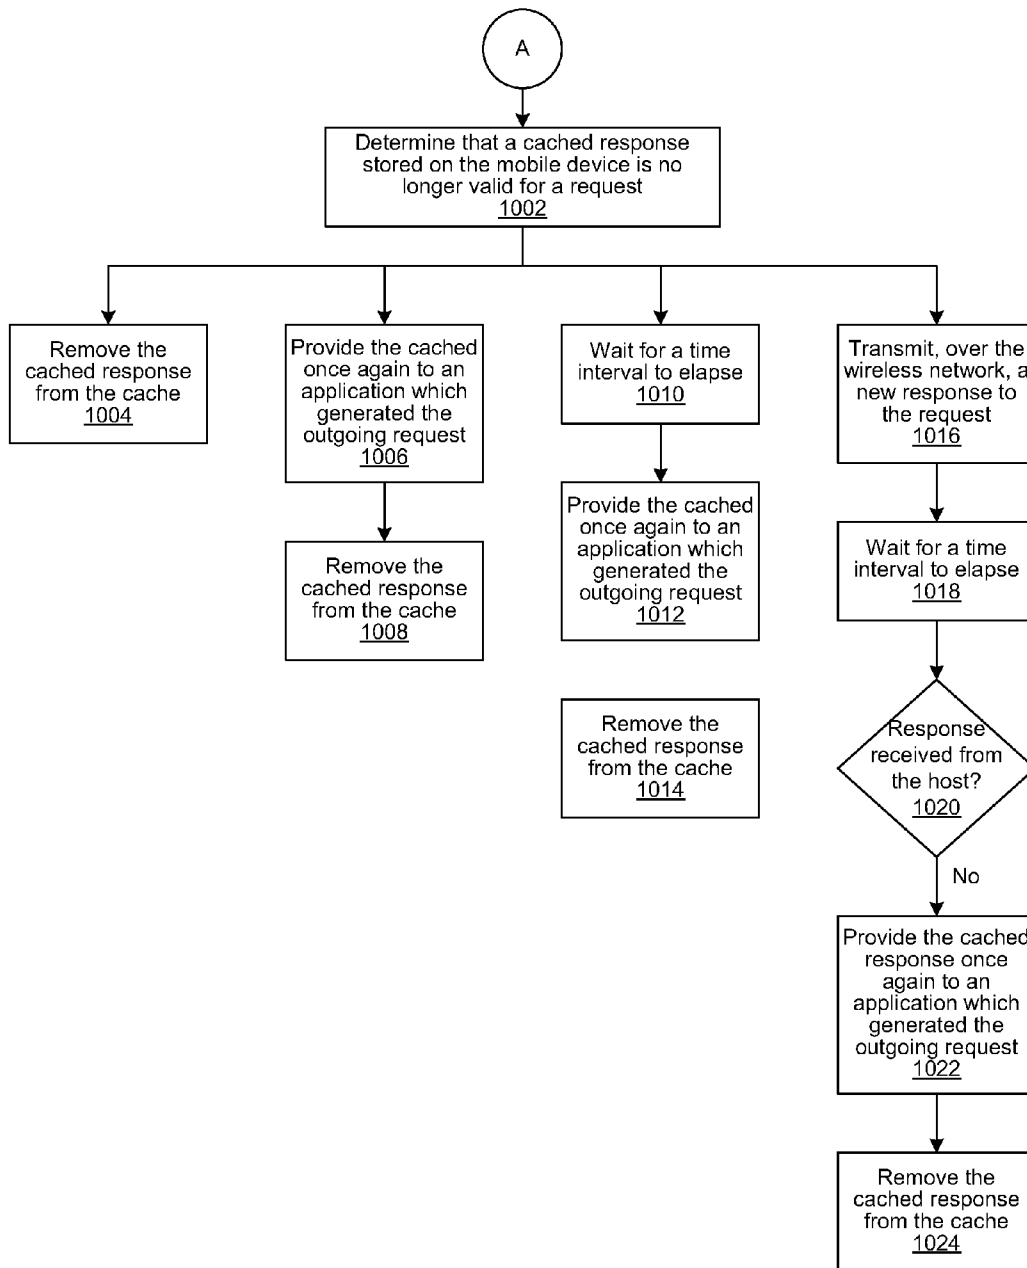 A
Determine that a cached response
stored on the mobile device is no
longer valid for a request
1002
Remove the
cached response
from the cache
1004
Provide the cached
once again to an
application which
generated the
outgoing request
1006
Remove the
cached response
from the cache
1008
Wait for a time
interval to elapse
1010
Provide the cached
once again to an
application which
generated the
outgoing request
1012
Remove the
cached response
from the cache
1014
Transmit, over the
wireless network, a
new response to
the request
1016
Wait for a time
interval to elapse
1018
Response
received from
the host?
1020
No
Provide the cached
response once
again to an
application which
generated the
outgoing request
1022
Remove the
cached response
from the cache
1024